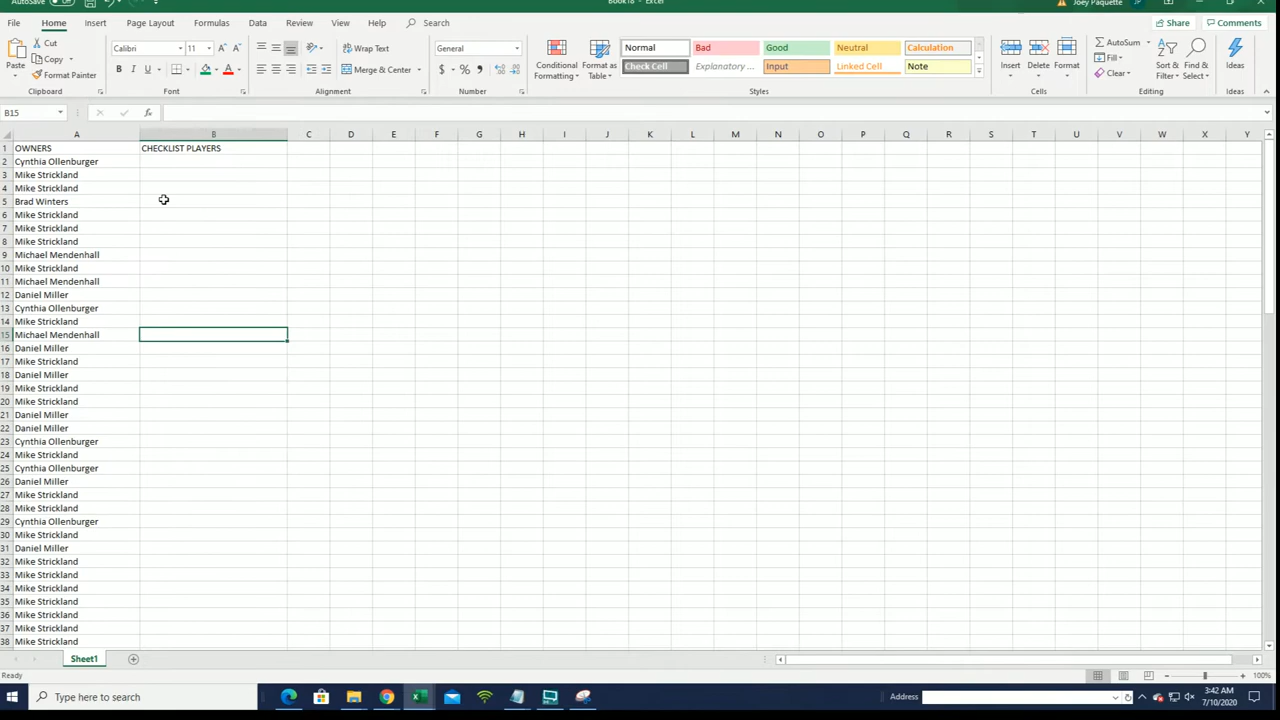 AutoSave Off Book18 - Excel Joey Paquette JP
File Home Insert Page Layout Formulas Data Review View Help Search Share Comments
Paste Cut Copy Format Painter Clipboard
Calibri 11 A A B I U A Font
Wrap Text Merge & Center Alignment
General $ % , Number
Conditional Formatting Format as Table
Normal Bad Good Neutral Calculation
Check Cell Explanatory ... Input Linked Cell Note
Styles
Insert Delete Format Cells
AutoSum Fill Clear Sort & Filter Find & Select Editing
Ideas Ideas
B15 fx
A B C D E F G H I J K L M N O P Q R S T U V W X Y
1 OWNERS CHECKLIST PLAYERS
2 Cynthia Ollenburger
3 Mike Strickland
4 Mike Strickland
5 Brad Winters
6 Mike Strickland
7 Mike Strickland
8 Mike Strickland
9 Michael Mendenhall
10 Mike Strickland
11 Michael Mendenhall
12 Daniel Miller
13 Cynthia Ollenburger
14 Mike Strickland
15 Michael Mendenhall
16 Daniel Miller
17 Mike Strickland
18 Daniel Miller
19 Mike Strickland
20 Mike Strickland
21 Daniel Miller
22 Daniel Miller
23 Cynthia Ollenburger
24 Mike Strickland
25 Cynthia Ollenburger
26 Daniel Miller
27 Mike Strickland
28 Mike Strickland
29 Cynthia Ollenburger
30 Mike Strickland
31 Daniel Miller
32 Mike Strickland
33 Mike Strickland
34 Mike Strickland
35 Mike Strickland
36 Mike Strickland
37 Mike Strickland
38 Mike Strickland
Sheet1
Ready 100%
Type here to search Address 3:42 AM
7/10/2020